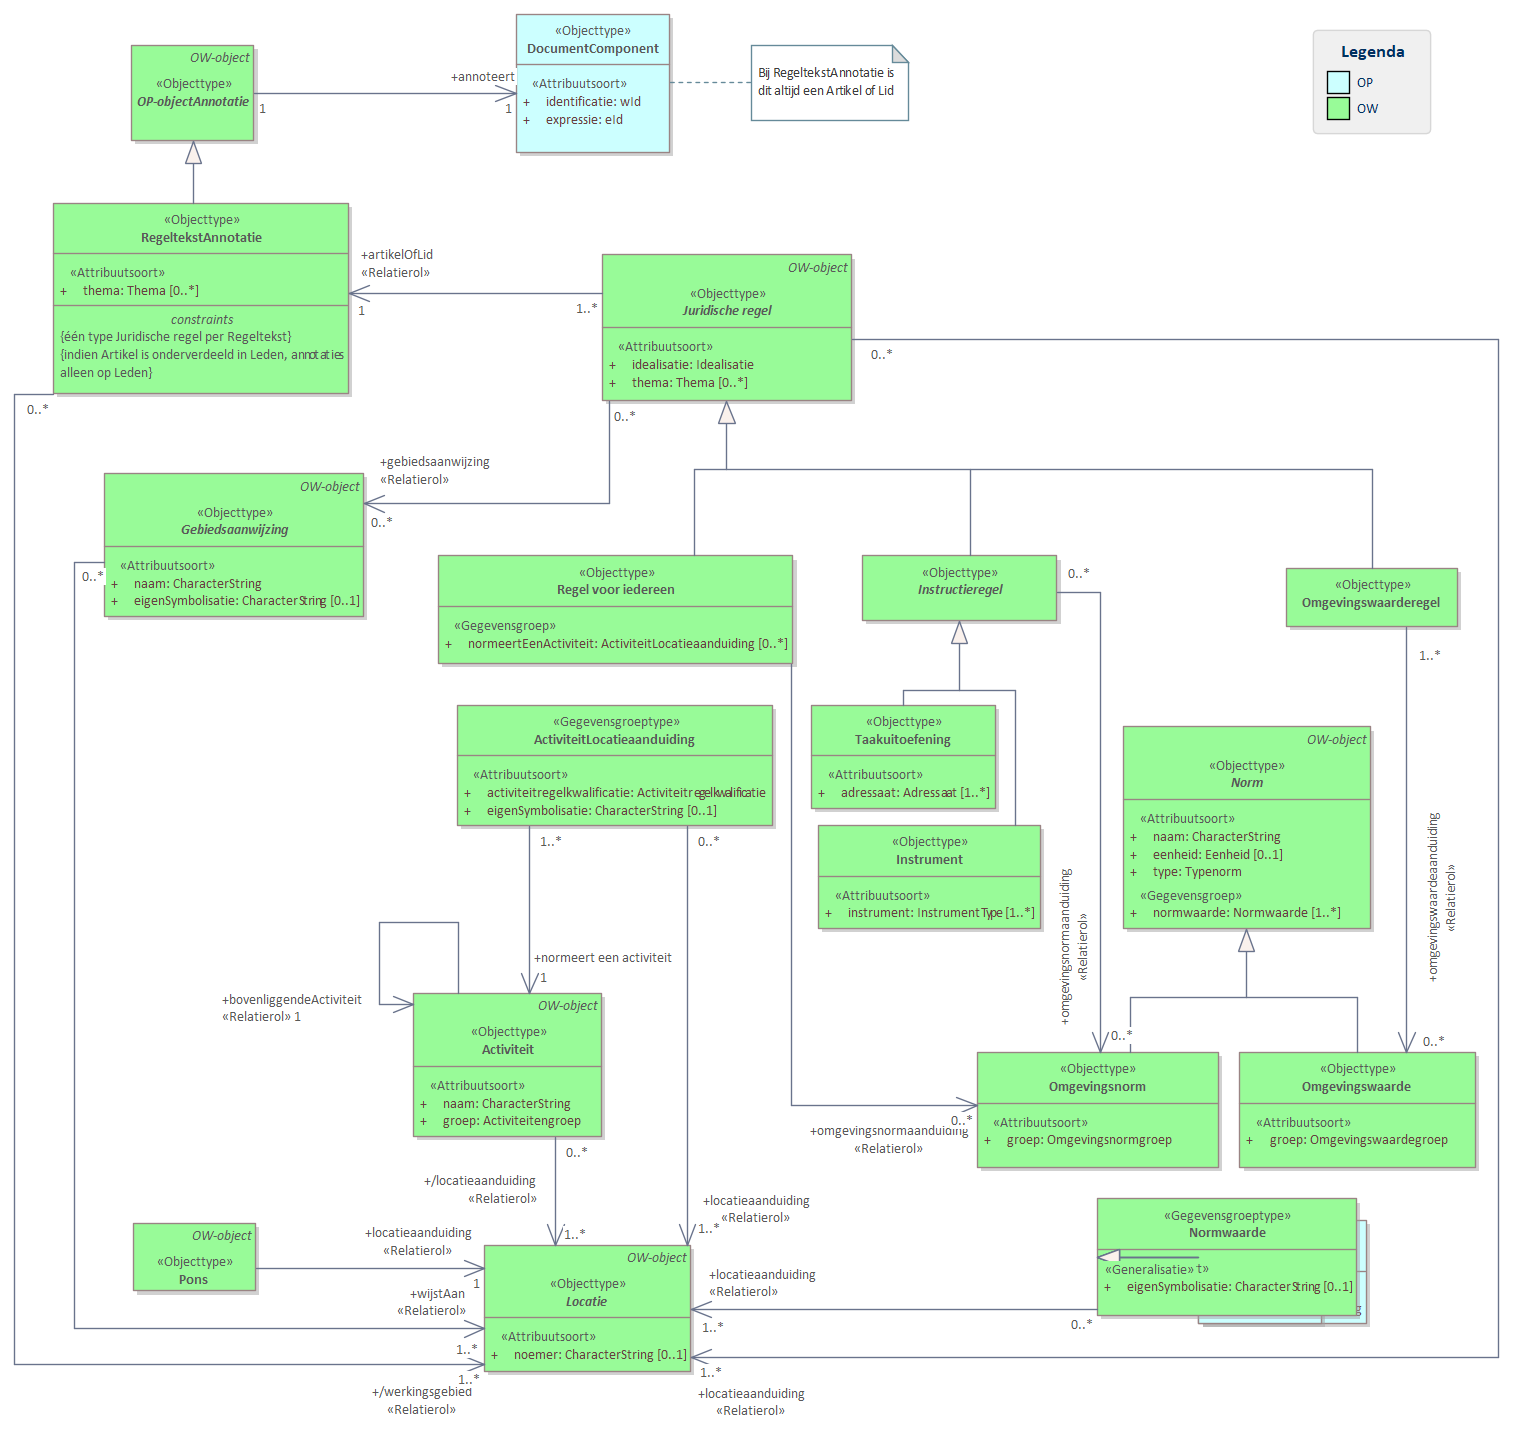 «Objecttype»
DocumentComponent
«Attribuutsoort»
+ identificatie: wId
+ expressie: eId
Bij RegeltekstAnnotatie is
dit altijd een Artikel of Lid
Legenda
OP
OW
OW-object
«Objecttype»
OP-objectAnnotatie
+annoteert
1
1
«Objecttype»
RegeltekstAnnotatie
«Attribuutsoort»
+ thema: Thema [0..*]
constraints
{één type Juridische regel per Regeltekst}
{indien Artikel is onderverdeeld in Leden, annotaties
alleen op Leden}
0..*
+artikelOfLid
«Relatierol»
1
1..*
OW-object
«Objecttype»
Juridische regel
«Attribuutsoort»
+ idealisatie: Idealisatie
+ thema: Thema [0..*]
0..*
0..*
+gebiedsaanwijzing
«Relatierol»
0..*
OW-object
«Objecttype»
Gebiedsaanwijzing
«Attribuutsoort»
+ naam: CharacterString
+ eigenSymbolisatie: CharacterString [0..1]
0..*
«Objecttype»
Regel voor iedereen
«Gegevensgroep»
+ normeertEenActiviteit: ActiviteitLocatieaanduiding [0..*]
«Objecttype»
Instructieregel
0..*
«Objecttype»
Omgevingswaarderegel
1..*
«Gegevensgroeptype»
ActiviteitLocatieaanduiding
«Attribuutsoort»
+ activiteitregelkwalificatie: Activiteitregelkwalificatie
+ eigenSymbolisatie: CharacterString [0..1]
1..*
0..*
«Objecttype»
Taakuitoefening
«Attribuutsoort»
+ adressaat: Adressaat [1..*]
«Objecttype»
Instrument
«Attribuutsoort»
+ instrument: InstrumentType [1..*]
OW-object
«Objecttype»
Norm
«Attribuutsoort»
+ naam: CharacterString
+ eenheid: Eenheid [0..1]
+ type: Typenorm
«Gegevensgroep»
+ normwaarde: Normwaarde [1..*]
+omgevingsnormaanduiding
«Relatierol»
0..*
+omgevingswaardeaanduiding
«Relatierol»
0..*
+normeert een activiteit
1
+bovenliggendeActiviteit
«Relatierol» 1
OW-object
«Objecttype»
Activiteit
«Attribuutsoort»
+ naam: CharacterString
+ groep: Activiteitengroep
0..*
«Objecttype»
Omgevingsnorm
«Attribuutsoort»
+ groep: Omgevingsnormgroep
«Objecttype»
Omgevingswaarde
«Attribuutsoort»
+ groep: Omgevingswaardegroep
0..*
+omgevingsnormaanduiding
«Relatierol»
+/locatieaanduiding
«Relatierol»
1..*
+locatieaanduiding
«Relatierol»
1..*
OW-object
«Objecttype»
Pons
+locatieaanduiding
«Relatierol»
1
+wijstAan
«Relatierol»
1..*
1..*
+/werkingsgebied
«Relatierol»
OW-object
«Objecttype»
Locatie
«Attribuutsoort»
+ noemer: CharacterString [0..1]
+locatieaanduiding
«Relatierol»
1..*
0..*
1..*
+locatieaanduiding
«Relatierol»
«Gegevensgroeptype»
Normwaarde
«Generalisatie» t»
+ eigenSymbolisatie: CharacterString [0..1]